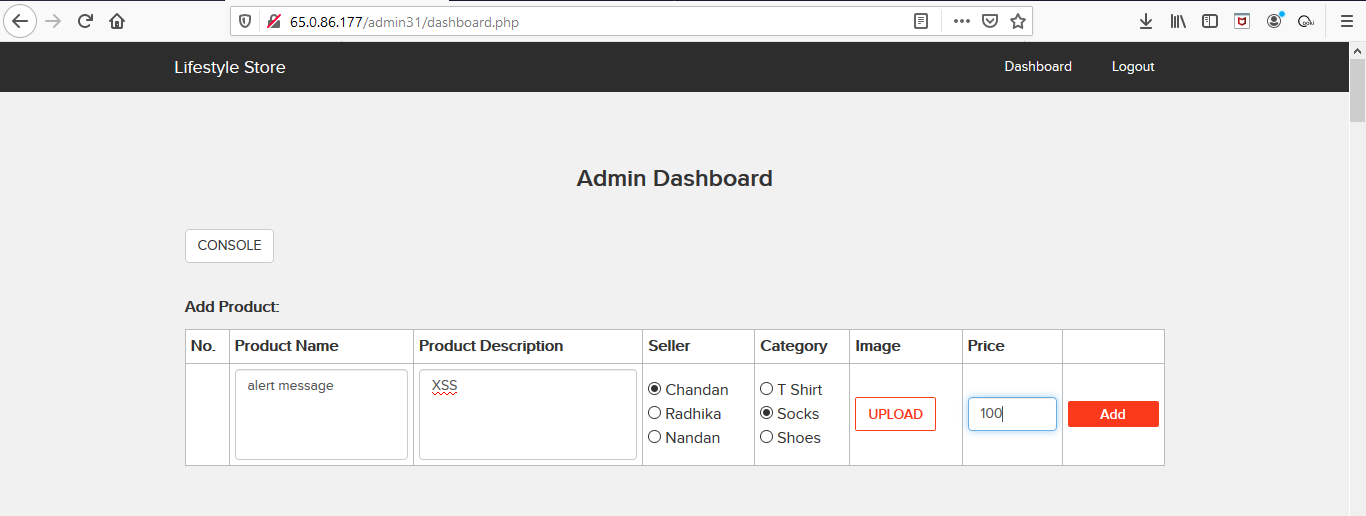 65.0.86.177/admin31/dashboard.php
Lifestyle Store Dashboard Logout
Admin Dashboard
CONSOLE
Add Product:
No. Product Name Product Description Seller Category Image Price
alert message XSS
Chandan T Shirt
Radhika Socks UPLOAD 100 Add
Nandan Shoes